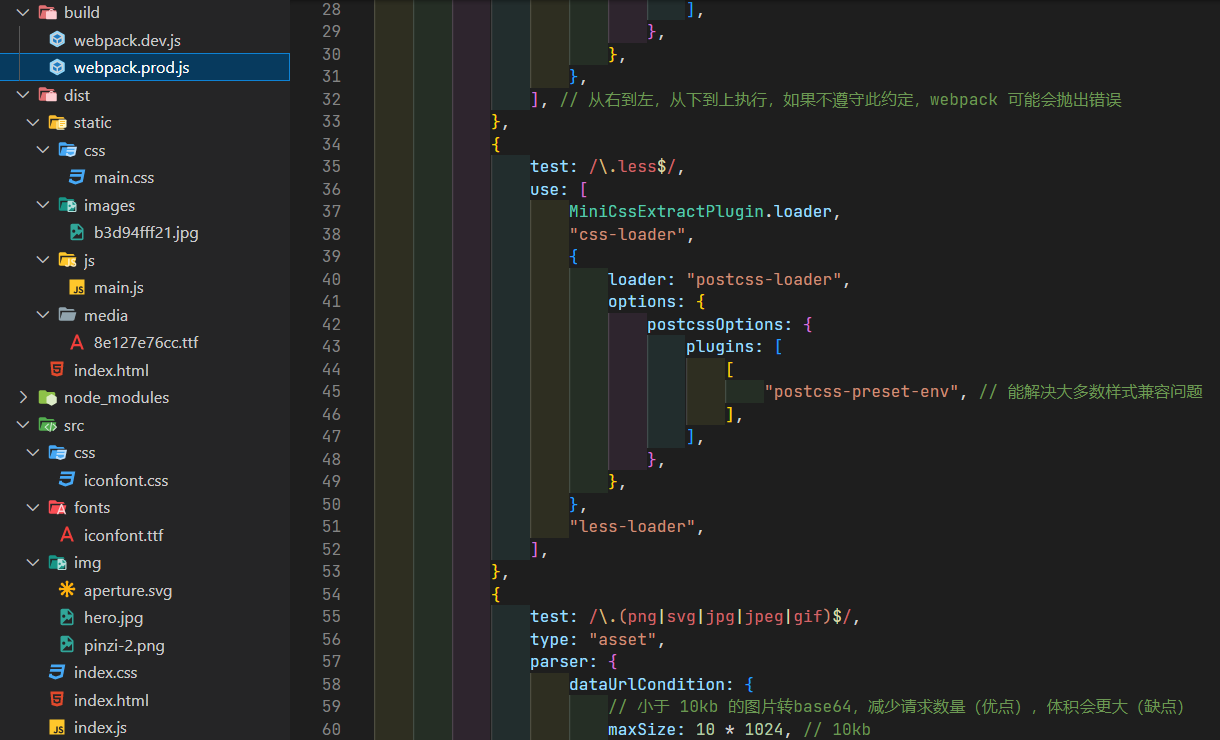 build
webpack.dev.js
webpack.prod.js
dist
static
css
main.css
images
b3d94fff21.jpg
js
main.js
media
8e127e76cc.ttf
index.html
node_modules
src
css
iconfont.css
fonts
iconfont.ttf
img
aperture.svg
hero.jpg
pinzi-2.png
index.css
index.html
index.js
28 ],
29 },
30 },
31 },
32 ], // 从右到左，从下到上执行，如果不遵守此约定，webpack 可能会抛出错误
33 },
34 {
35 test: /\.less$/,
36 use: [
37 MiniCssExtractPlugin.loader,
38 "css-loader",
39 {
40 loader: "postcss-loader",
41 options: {
42 postcssOptions: {
43 plugins: [
44 [
45 "postcss-preset-env", // 能解决大多数样式兼容问题
46 ],
47 ],
48 },
49 },
50 },
51 "less-loader",
52 ],
53 },
54 {
55 test: /\.(png|svg|jpg|jpeg|gif)$/,
56 type: "asset",
57 parser: {
58 dataUrlCondition: {
59 // 小于 10kb 的图片转base64，减少请求数量（优点），体积会更大（缺点）
60 maxSize: 10 * 1024, // 10kb